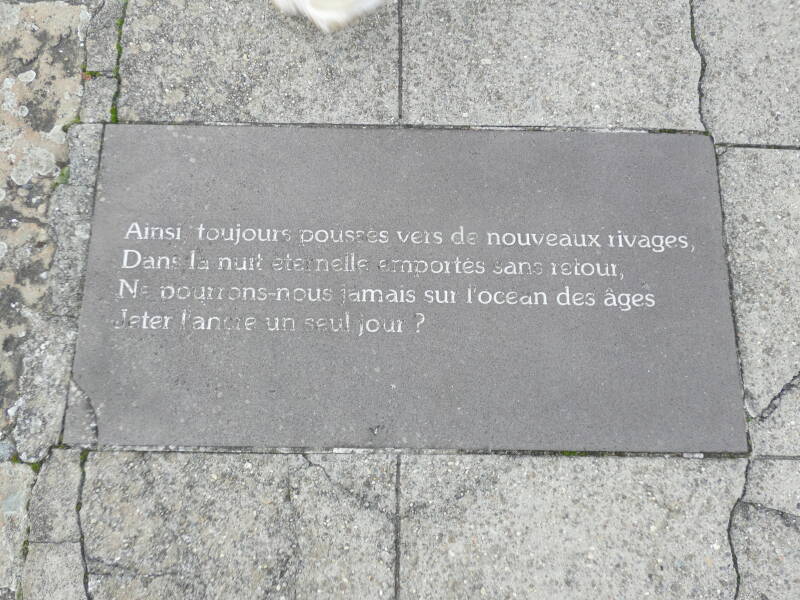 Ainsi, toujours poussés vers de nouveaux rivages,
Dans la nuit éternelle emportés sans retour,
Ne pourrons-nous jamais sur l'océan des âges
Jeter l'ancre un seul jour ?